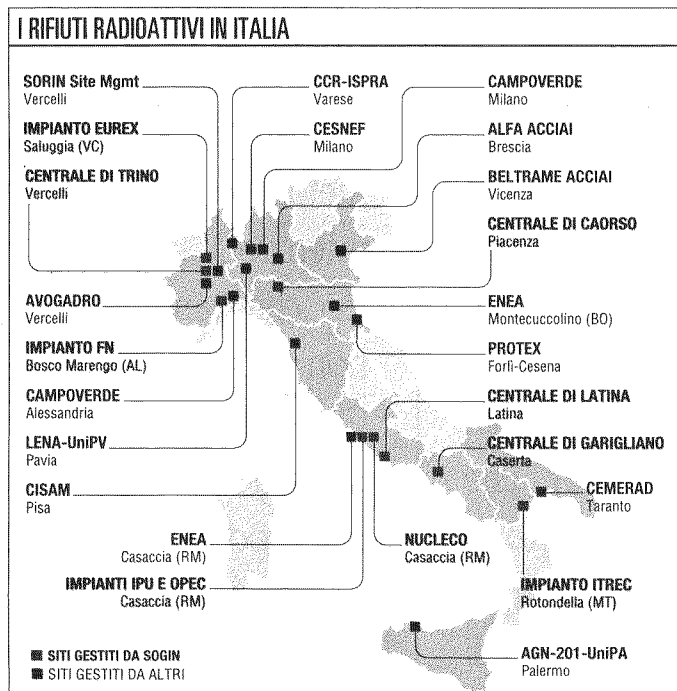 I RIFIUTI RADIOATTIVI IN ITALIA
SORIN Site Mgmt
Vercelli
IMPIANTO EUREX
Saluggia (VC)
CENTRALE DI TRINO
Vercelli
AVOGADRO
Vercelli
IMPIANTO FN
Bosco Marengo (AL)
CAMPOVERDE
Alessandria
LENA-UniPV
Pavia
CISAM
Pisa
CCR-ISPRA
Varese
CESNEF
Milano
CAMPOVERDE
Milano
ALFA ACCIAI
Brescia
BELTRAME ACCIAI
Vicenza
CENTRALE DI CAORSO
Piacenza
ENEA
Montecuccolino (BO)
PROTEX
Forlì-Cesena
CENTRALE DI LATINA
Latina
CENTRALE DI GARIGLIANO
Caserta
CEMERAD
Taranto
ENEA
Casaccia (RM)
NUCLECO
Casaccia (RM)
IMPIANTI IPU E OPEC
Casaccia (RM)
IMPIANTO ITREC
Rotondella (MT)
AGN-201-UniPA
Palermo
SITI GESTITI DA SOGIN
SITI GESTITI DA ALTRI